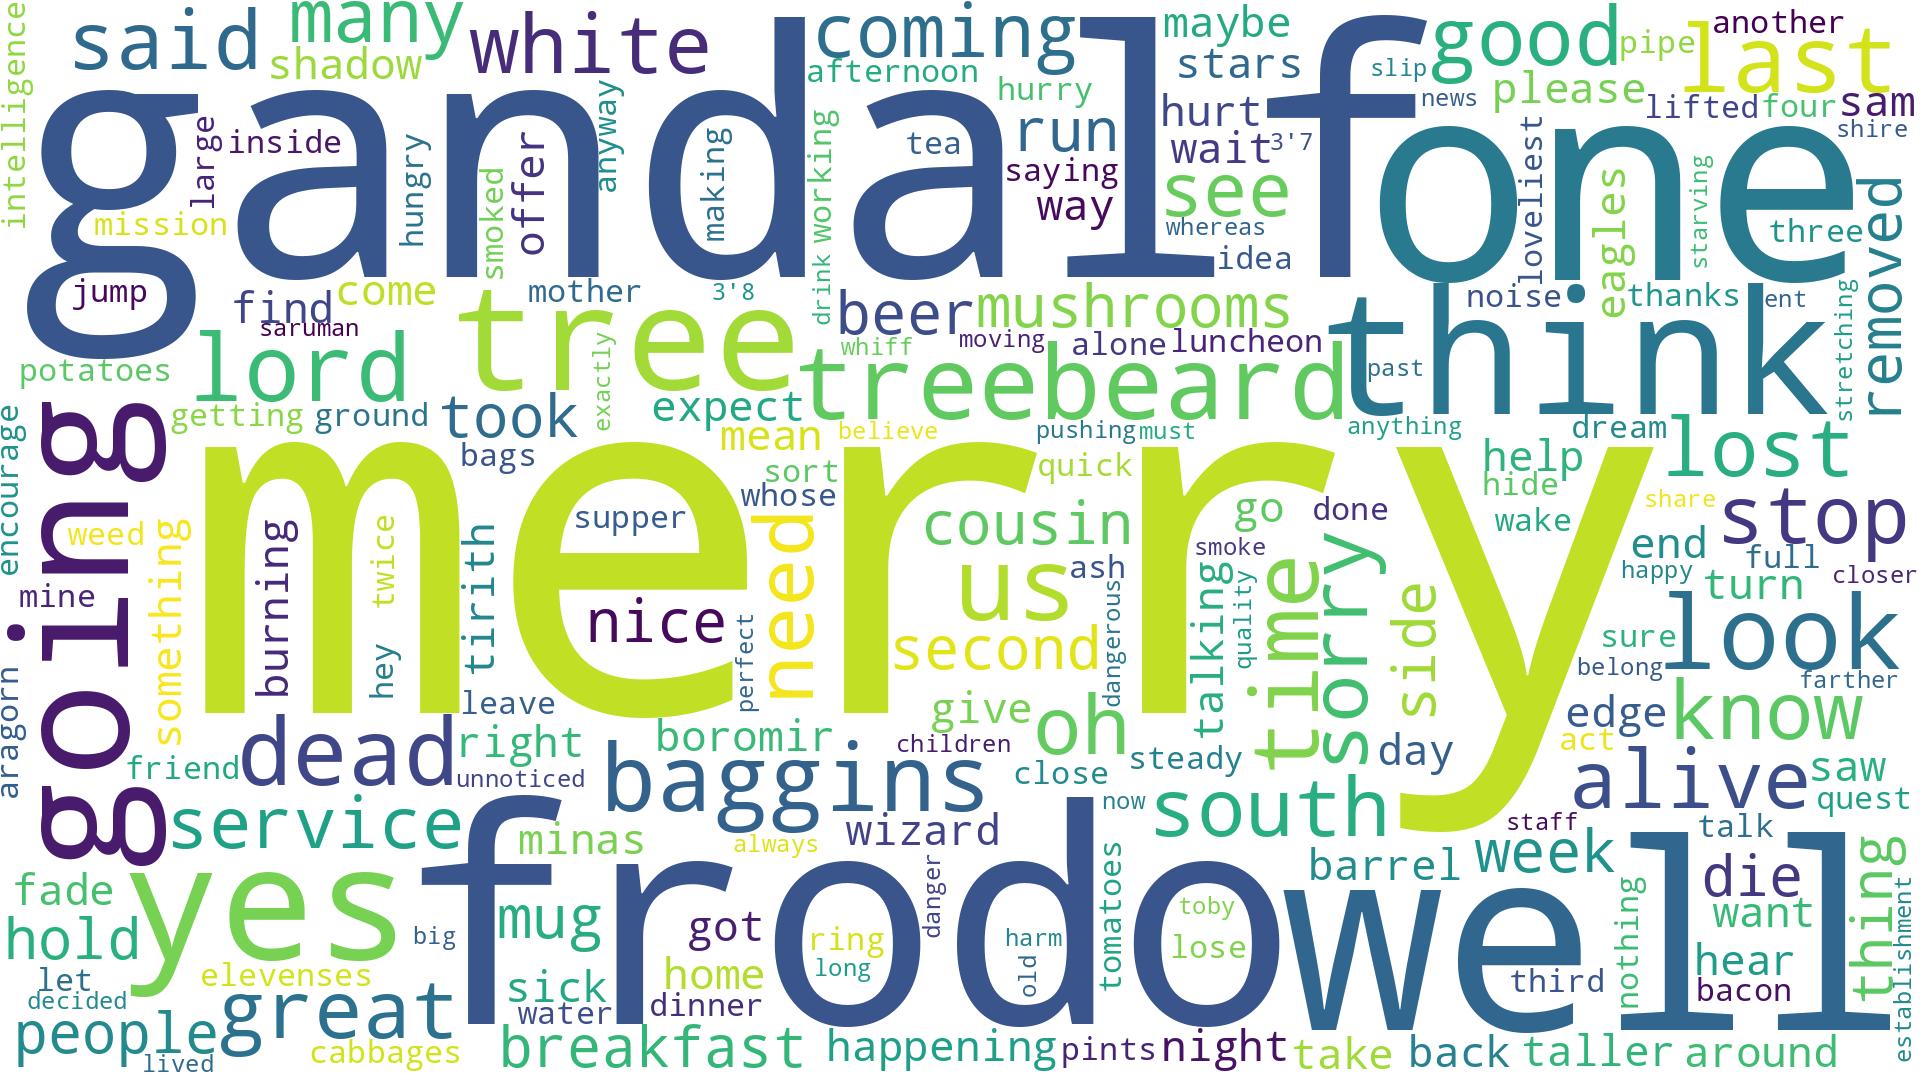 said
many
shadow
white
coming
afternoon
maybe
stars
good
pipe
last
another
slip
news
please
lifted
four
sam
shire
intelligence
gandalf
one
large
inside
hungry
anyway
offer
smoked
making
working
drink
tea
hurry
run
saying
way
hurt
wait
3'7
see
whereas
idea
loveliest
eagles
starving
three
removed
mission
jump
find
come
saruman
mother
3'8
beer
mushrooms
noise
thanks
ent
stretching
potatoes
lord
tree
exactly
whiff
moving
alone
luncheon
treebeard
think
past
getting
ground
took
expect
bags
mean
believe
pushing
must
anything
dream
lost
encourage
going
merry
sort
whose
quick
help
hide
wake
share
stop
weed
something
burning
twice
hey
tirith
supper
nice
need
cousin
us
ash
second
go
done
smoke
talking
quality
dangerous
time
sorry
side
end
full
happy
turn
closer
mine
look
sure
belong
farther
aragorn
leave
perfect
give
oh
know
edge
act
dead
right
boromir
children
steady
day
friend
unnoticed
baggins
close
alive
saw
quest
service
minas
always
wizard
now
south
staff
talk
barrel
week
die
thing
fade
yes
frodo
well
hold
big
mug
got
ring
long
danger
harm
old
tomatoes
toby
lose
want
nothing
hear
third
bacon
let
decided
elevenses
great
sick
water
home
dinner
people
lived
cabbages
breakfast
happening
pints
night
take
back
taller
around
establishment